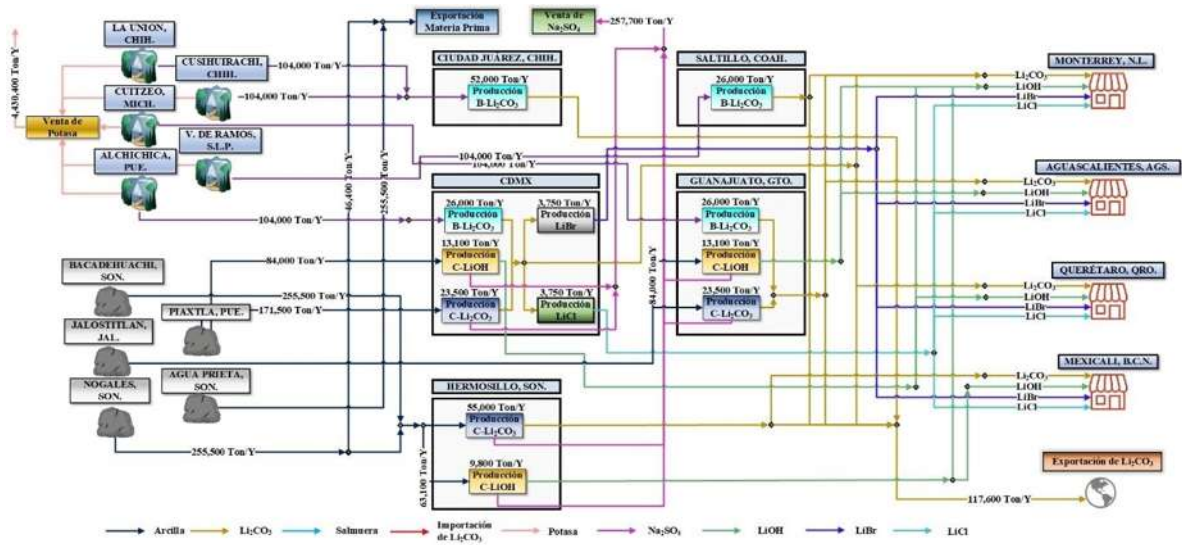 Exportación
Materia Prima
Venta de
Na₂SO₄
257,700 Ton/Y
4,430,400 Ton/Y
LA UNION,
CHIH.
CUSIHUIRACHI,
CHIH.
104,000 Ton/Y
CUITZEO,
MICH.
104,000 Ton/Y
Venta de
Potasa
V. DE RAMOS,
S.L.P.
ALCHICHICA,
PUE.
104,000 Ton/Y
CIUDAD JUÁREZ, CHIH.
52,000 Ton/Y
Producción
B-Li₂CO₃
SALTILLO, COAH.
26,000 Ton/Y
Producción
B-Li₂CO₃
104,000 Ton/Y
104,000 Ton/Y
46,400 Ton/Y
255,500 Ton/Y
CDMX
26,000 Ton/Y
Producción
B-Li₂CO₃
3,750 Ton/Y
Producción
LiBr
13,100 Ton/Y
Producción
C-LiOH
23,500 Ton/Y
Producción
C-Li₂CO₃
3,750 Ton/Y
Producción
LiCl
GUANAJUATO, GTO.
26,000 Ton/Y
Producción
B-Li₂CO₃
13,100 Ton/Y
Producción
C-LiOH
23,500 Ton/Y
Producción
C-Li₂CO₃
84,000 Ton/Y
BACADEHUACHI,
SON.
84,000 Ton/Y
255,500 Ton/Y
PIAXTLA, PUE.
171,500 Ton/Y
JALOSTITLAN,
JAL.
NOGALES,
SON.
AGUA PRIETA,
SON.
255,500 Ton/Y
63,100 Ton/Y
HERMOSILLO, SON.
55,000 Ton/Y
Producción
C-Li₂CO₃
9,800 Ton/Y
Producción
C-LiOH
MONTERREY, N.L.
Li₂CO₃
LiOH
LiBr
LiCl
AGUASCALIENTES, AGS.
Li₂CO₃
LiOH
LiBr
LiCl
QUERÉTARO, QRO.
Li₂CO₃
LiOH
LiBr
LiCl
MEXICALI, B.C.N.
Li₂CO₃
LiOH
LiBr
LiCl
Exportación de Li₂CO₃
117,600 Ton/Y
Arcilla
Li₂CO₃
Salmuera
Importación
de Li₂CO₃
Potasa
Na₂SO₄
LiOH
LiBr
LiCl